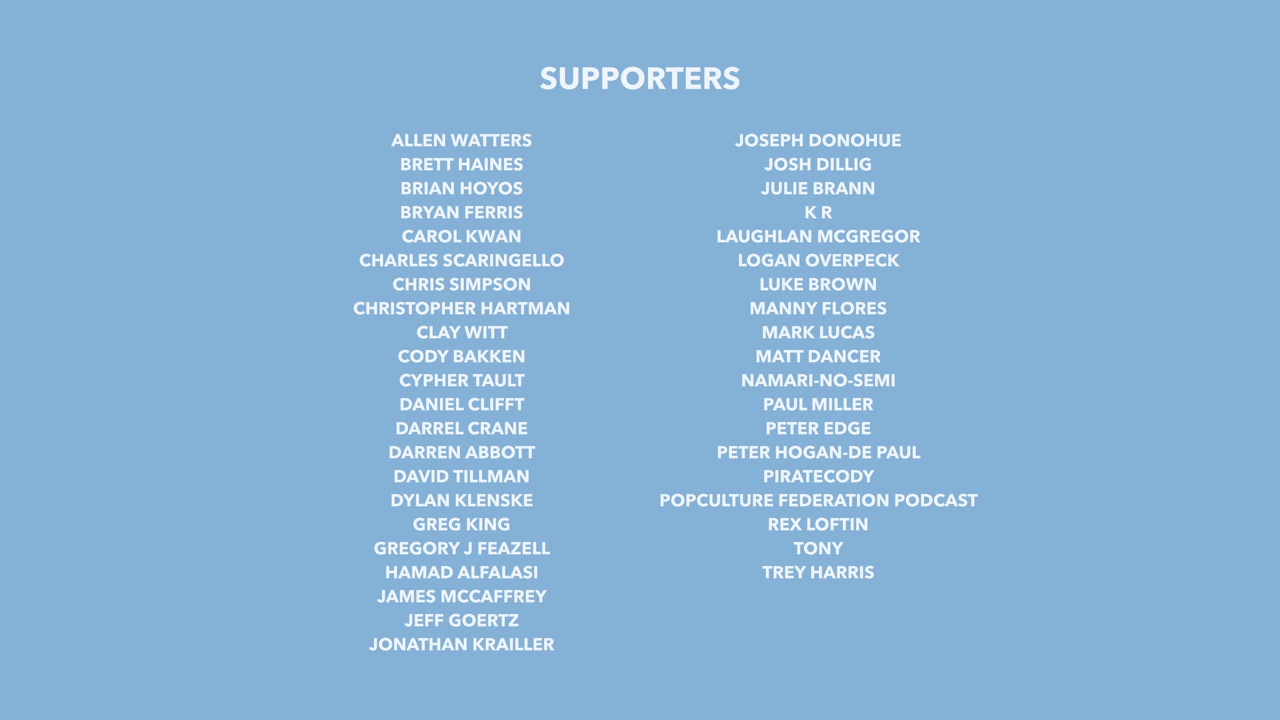 SUPPORTERS
ALLEN WATTERS
BRETT HAINES
BRIAN HOYOS
BRYAN FERRIS
CAROL KWAN
CHARLES SCARINGELLO
CHRIS SIMPSON
CHRISTOPHER HARTMAN
CLAY WITT
CODY BAKKEN
CYPHER TAULT
DANIEL CLIFFT
DARREL CRANE
DARREN ABBOTT
DAVID TILLMAN
DYLAN KLENSKE
GREG KING
GREGORY J FEAZELL
HAMAD ALFALASI
JAMES MCCAFFREY
JEFF GOERTZ
JONATHAN KRAILLER
JOSEPH DONOHUE
JOSH DILLIG
JULIE BRANN
K R
LAUGHLAN MCGREGOR
LOGAN OVERPECK
LUKE BROWN
MANNY FLORES
MARK LUCAS
MATT DANCER
NAMARI-NO-SEMI
PAUL MILLER
PETER EDGE
PETER HOGAN-DE PAUL
PIRATECODY
POPCULTURE FEDERATION PODCAST
REX LOFTIN
TONY
TREY HARRIS